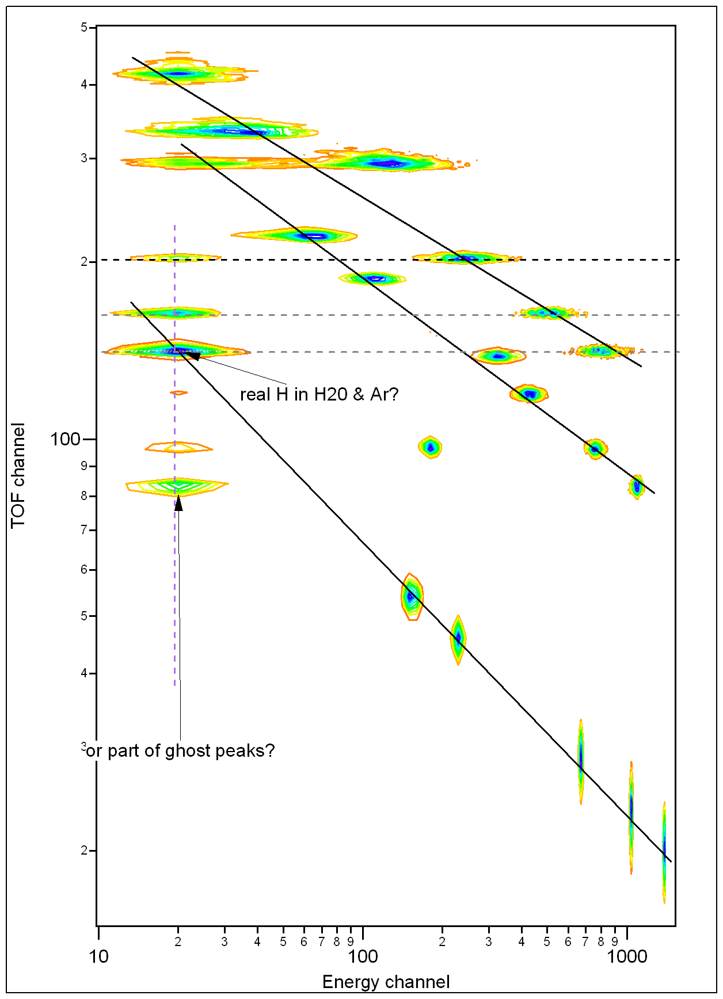 5
4
3
2
real H in H20 & Ar?
100
9
8
7
6
5
4
3
or part of ghost peaks?
2
TOF channel
2 3 4 5 6 7 8 9 2 3 4 5 6 7 8 9
10 100 1000
Energy channel